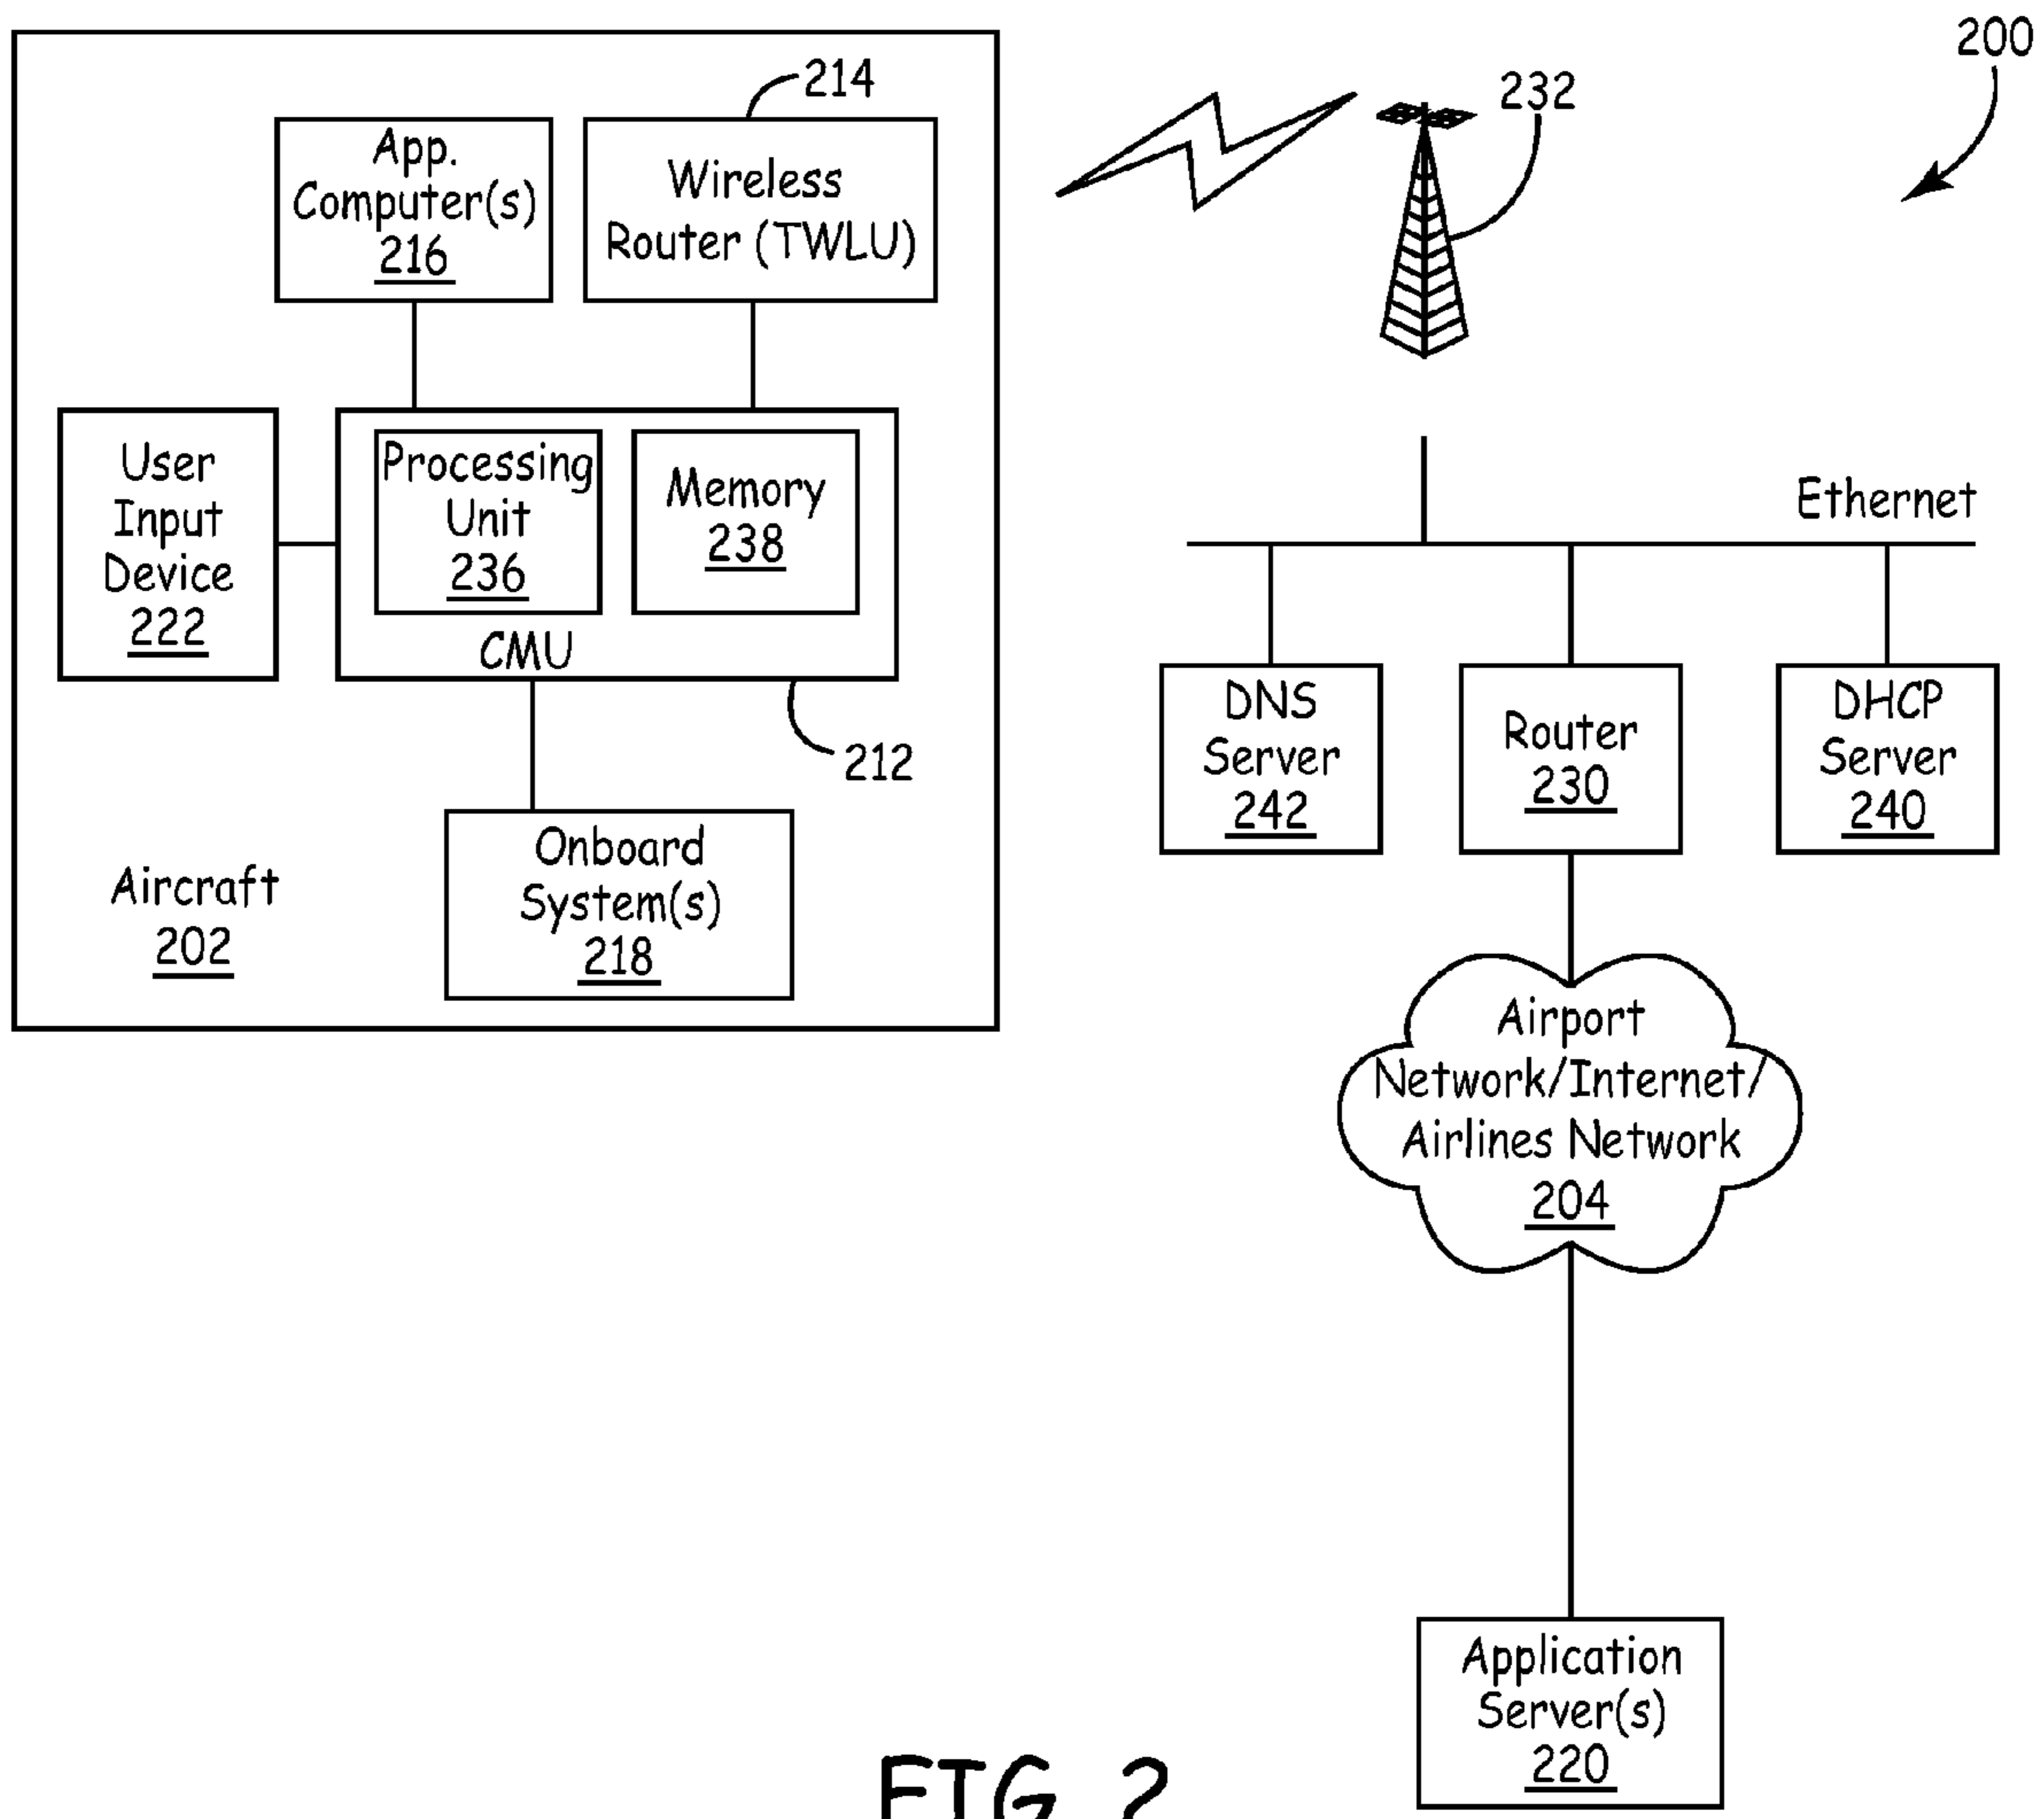 200
232
214
App.
Computer(s)
216
Wireless
Router (TWLU)
User
Input
Device
222
Processing
Unit
236
Memory
238
CMU
212
Onboard
System(s)
218
Aircraft
202
Ethernet
DNS
Server
242
Router
230
DHCP
Server
240
Airport
Network/Internet/
Airlines Network
204
Application
Server(s)
220
FIG. 2